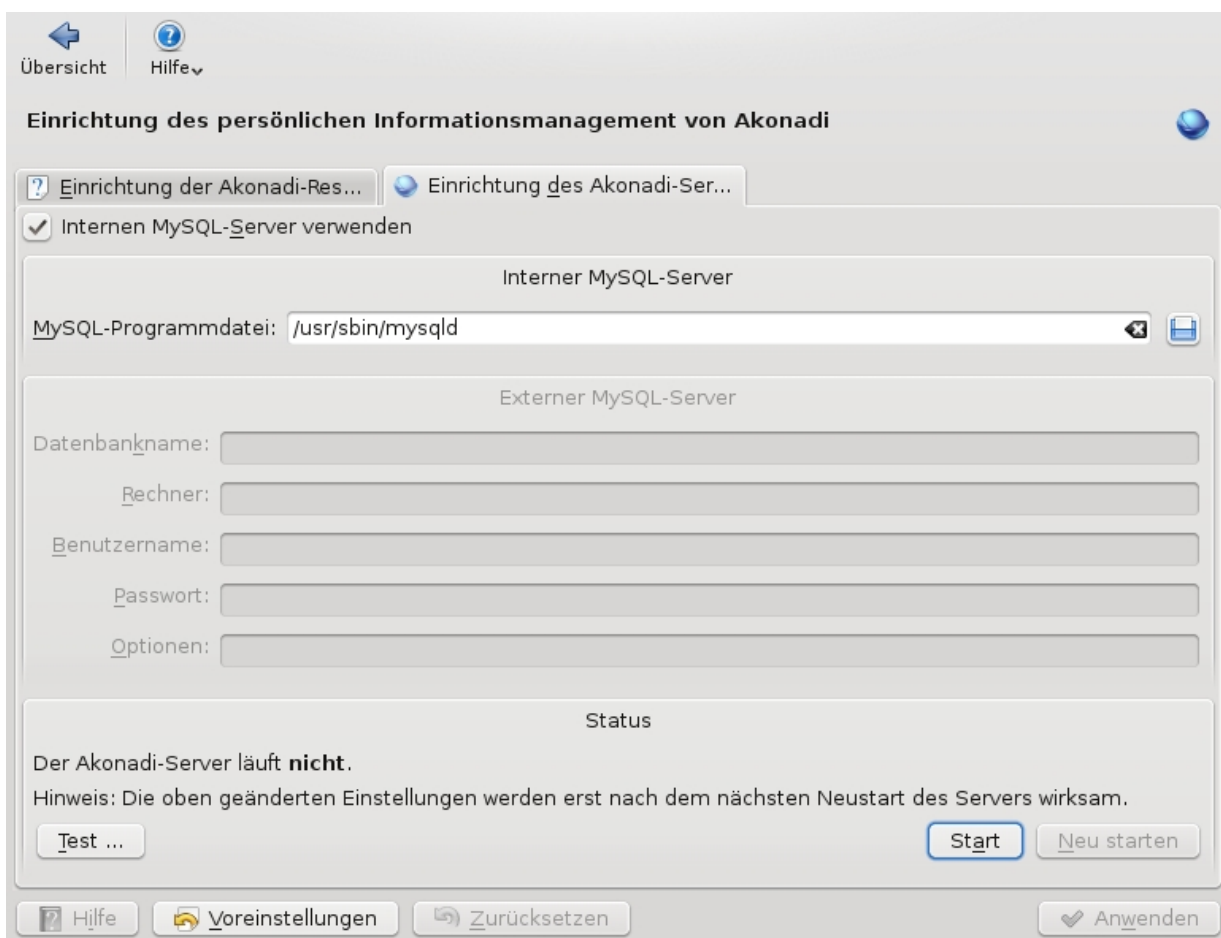 Übersicht Hilfe
Einrichtung des persönlichen Informationsmanagement von Akonadi
Einrichtung der Akonadi-Res... Einrichtung des Akonadi-Ser...
Internen MySQL-Server verwenden
Interner MySQL-Server
MySQL-Programmdatei: /usr/sbin/mysqld
Externer MySQL-Server
Datenbankname:
Rechner:
Benutzername:
Passwort:
Optionen:
Status
Der Akonadi-Server läuft nicht.
Hinweis: Die oben geänderten Einstellungen werden erst nach dem nächsten Neustart des Servers wirksam.
Test ... Start Neu starten
Hilfe Voreinstellungen Zurücksetzen Anwenden